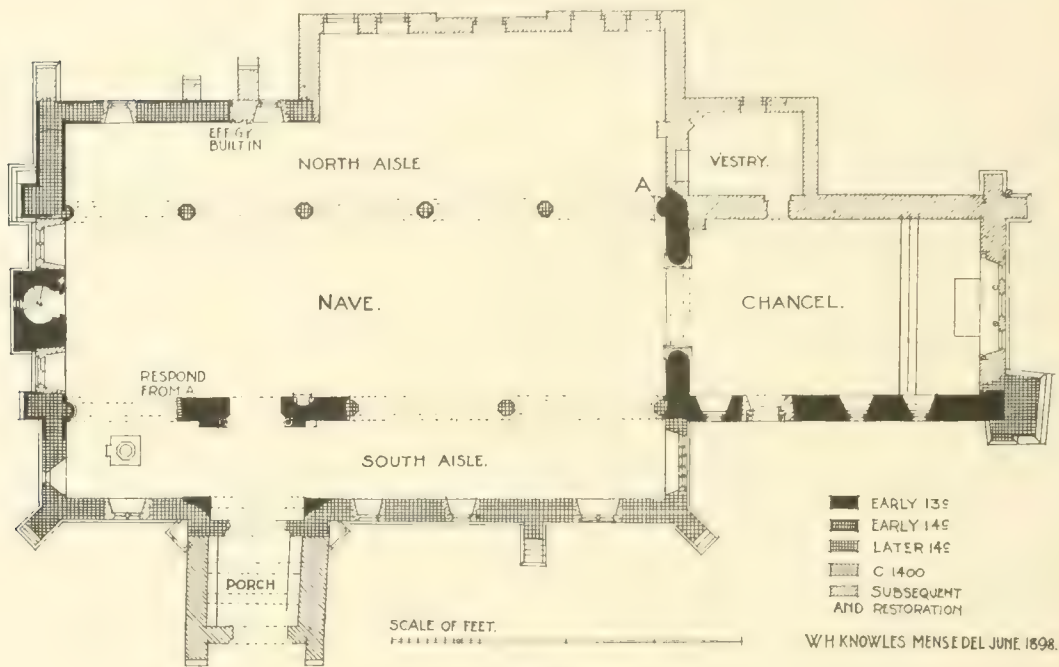 EFFIGY
BUILT IN
NORTH AISLE
VESTRY.
A
NAVE.
CHANCEL.
RESPOND
FROM A
SOUTH AISLE.
PORCH
SCALE OF FEET.
EARLY 13C
EARLY 14C
LATER 14C
C 1400
SUBSEQUENT
AND RESTORATION
W H KNOWLES MENS ET DEL JUNE 1898.